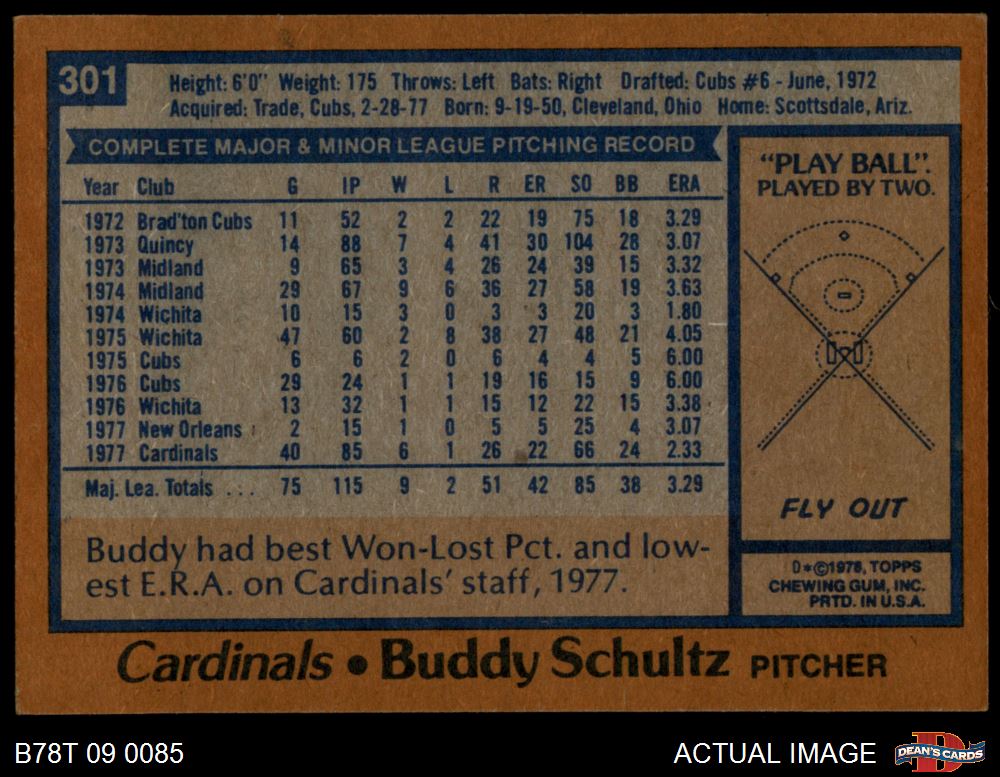 301
Height: 6'0" Weight: 175 Throws: Left Bats: Right Drafted: Cubs #6 - June, 1972
Acquired: Trade, Cubs, 2-28-77 Born: 9-19-50, Cleveland, Ohio Home: Scottsdale, Ariz.
COMPLETE MAJOR & MINOR LEAGUE PITCHING RECORD
Year Club G IP W L R ER SO BB ERA
1972 Brad'ton Cubs 11 52 2 2 22 19 75 18 3.29
1973 Quincy 14 88 7 4 41 30 104 28 3.07
1973 Midland 9 65 3 4 26 24 39 15 3.32
1974 Midland 29 67 9 6 36 27 58 19 3.63
1974 Wichita 10 15 3 0 3 3 20 3 1.80
1975 Wichita 47 60 2 8 38 27 48 21 4.05
1975 Cubs 6 6 2 0 6 4 4 5 6.00
1976 Cubs 29 24 1 1 19 16 15 9 6.00
1976 Wichita 13 32 1 1 15 12 22 15 3.38
1977 New Orleans 2 15 1 0 5 5 25 4 3.07
1977 Cardinals 40 85 6 1 26 22 66 24 2.33
Maj. Lea. Totals ... 75 115 9 2 51 42 85 38 3.29
Buddy had best Won-Lost Pct. and low-
est E.R.A. on Cardinals' staff, 1977.
"PLAY BALL".
PLAYED BY TWO.
FLY OUT
D*©1978, TOPPS
CHEWING GUM, INC.
PRTD. IN U.S.A.
Cardinals • Buddy Schultz PITCHER
B78T 09 0085
ACTUAL IMAGE
DEAN'S CARDS